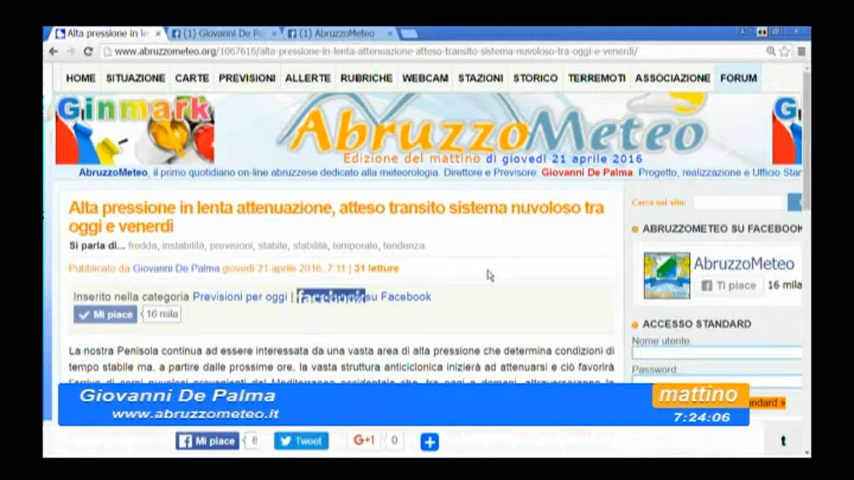 Alta pressione in le
(1) Giovanni De Pa
(1) AbruzzoMeteo
www.abruzzometeo.org/1067616/alta-pressione-in-lenta-attenuazione-atteso-transito-sistema-nuvoloso-tra-oggi-e-venerdi/
HOME SITUAZIONE CARTE PREVISIONI ALLERTE RUBRICHE WEBCAM STAZIONI STORICO TERREMOTI ASSOCIAZIONE FORUM
Ginmark
AbruzzoMeteo
Edizione del mattino di giovedì 21 aprile 2016
AbruzzoMeteo, il primo quotidiano on-line abruzzese dedicato alla meteorologia. Direttore e Previsore: Giovanni De Palma. Progetto, realizzazione e Ufficio Star
Alta pressione in lenta attenuazione, atteso transito sistema nuvoloso tra
oggi e venerdì
Si parla di... fredda, instabilità, previsioni, stabile, stabilità, temporale, tendenza
Pubblicato da Giovanni De Palma giovedì 21 aprile 2016, 7:11 | 31 letture
Inserito nella categoria Previsioni per oggi | facebook su Facebook
Mi piace 16 mila
La nostra Penisola continua ad essere interessata da una vasta area di alta pressione che determina condizioni di
tempo stabile ma, a partire dalle prossime ore, la vasta struttura anticiclonica inizierà ad attenuarsi e ciò favorirà
Cerca nel sito:
ABRUZZOMETEO SU FACEBOOK
AbruzzoMeteo
Ti piace 16 mila
ACCESSO STANDARD
Nome utente:
Password:
Giovanni De Palma
www.abruzzometeo.it
mattino
7:24:06
Mi piace 8
Tweet
G+1 0
t